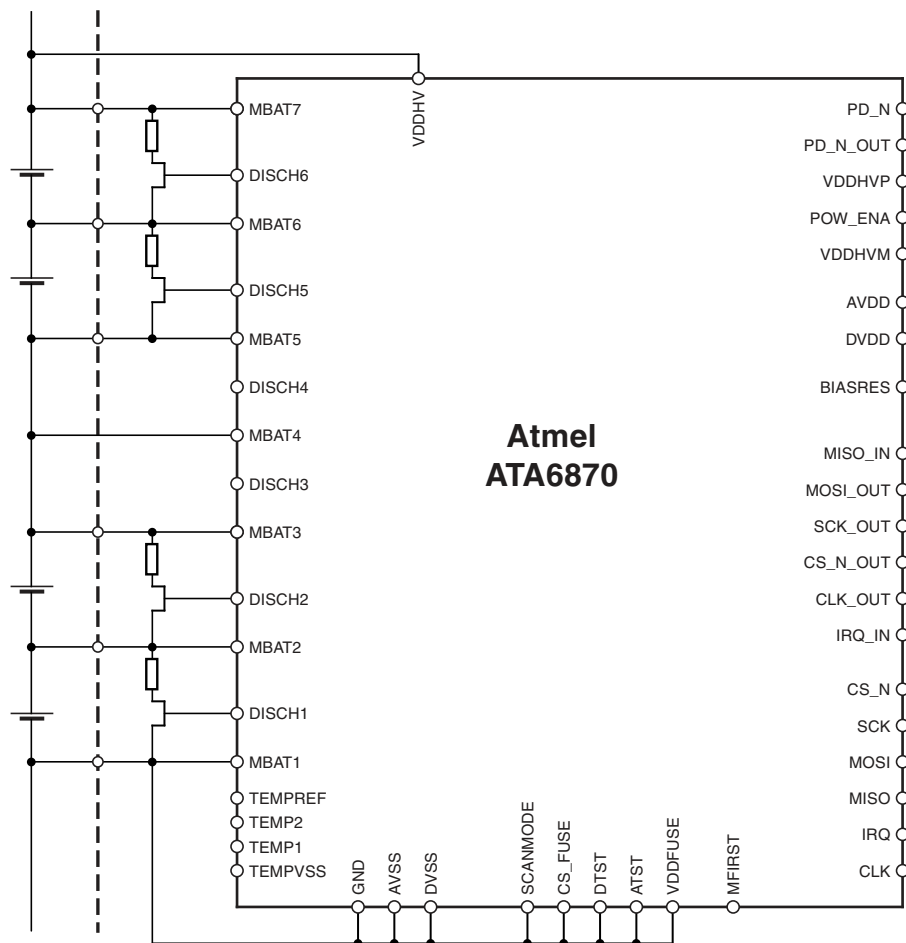 VDDHV
MBAT7
DISCH6
MBAT6
DISCH5
MBAT5
DISCH4
MBAT4
DISCH3
MBAT3
DISCH2
MBAT2
DISCH1
MBAT1
TEMPREF
TEMP2
TEMP1
TEMPVSS
Atmel
ATA6870
GND
AVSS
DVSS
SCANMODE
CS_FUSE
DTST
ATST
VDDFUSE
MFIRST
PD_N
PD_N_OUT
VDDHVP
POW_ENA
VDDHVM
AVDD
DVDD
BIASRES
MISO_IN
MOSI_OUT
SCK_OUT
CS_N_OUT
CLK_OUT
IRQ_IN
CS_N
SCK
MOSI
MISO
IRQ
CLK